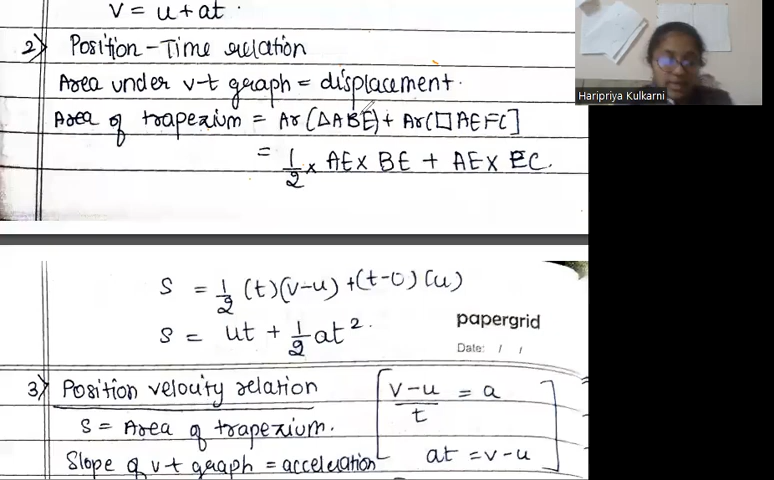 v = u + at.
2) Position-Time relation
Area under v-t graph = displacement.
Area of trapezium = Ar(△ABE) + Ar(□AEFC]
= 1/2 × AE × BE + AE × EC.
S = 1/2 (t)(v-u) + (t-0)(u)
S = ut + 1/2 at².
papergrid
Date: / /
3) Position velocity relation
S = Area of trapezium.
Slope of v t graph = acceleration
[v-u/t = a
at = v-u]
Haripriya Kulkarni